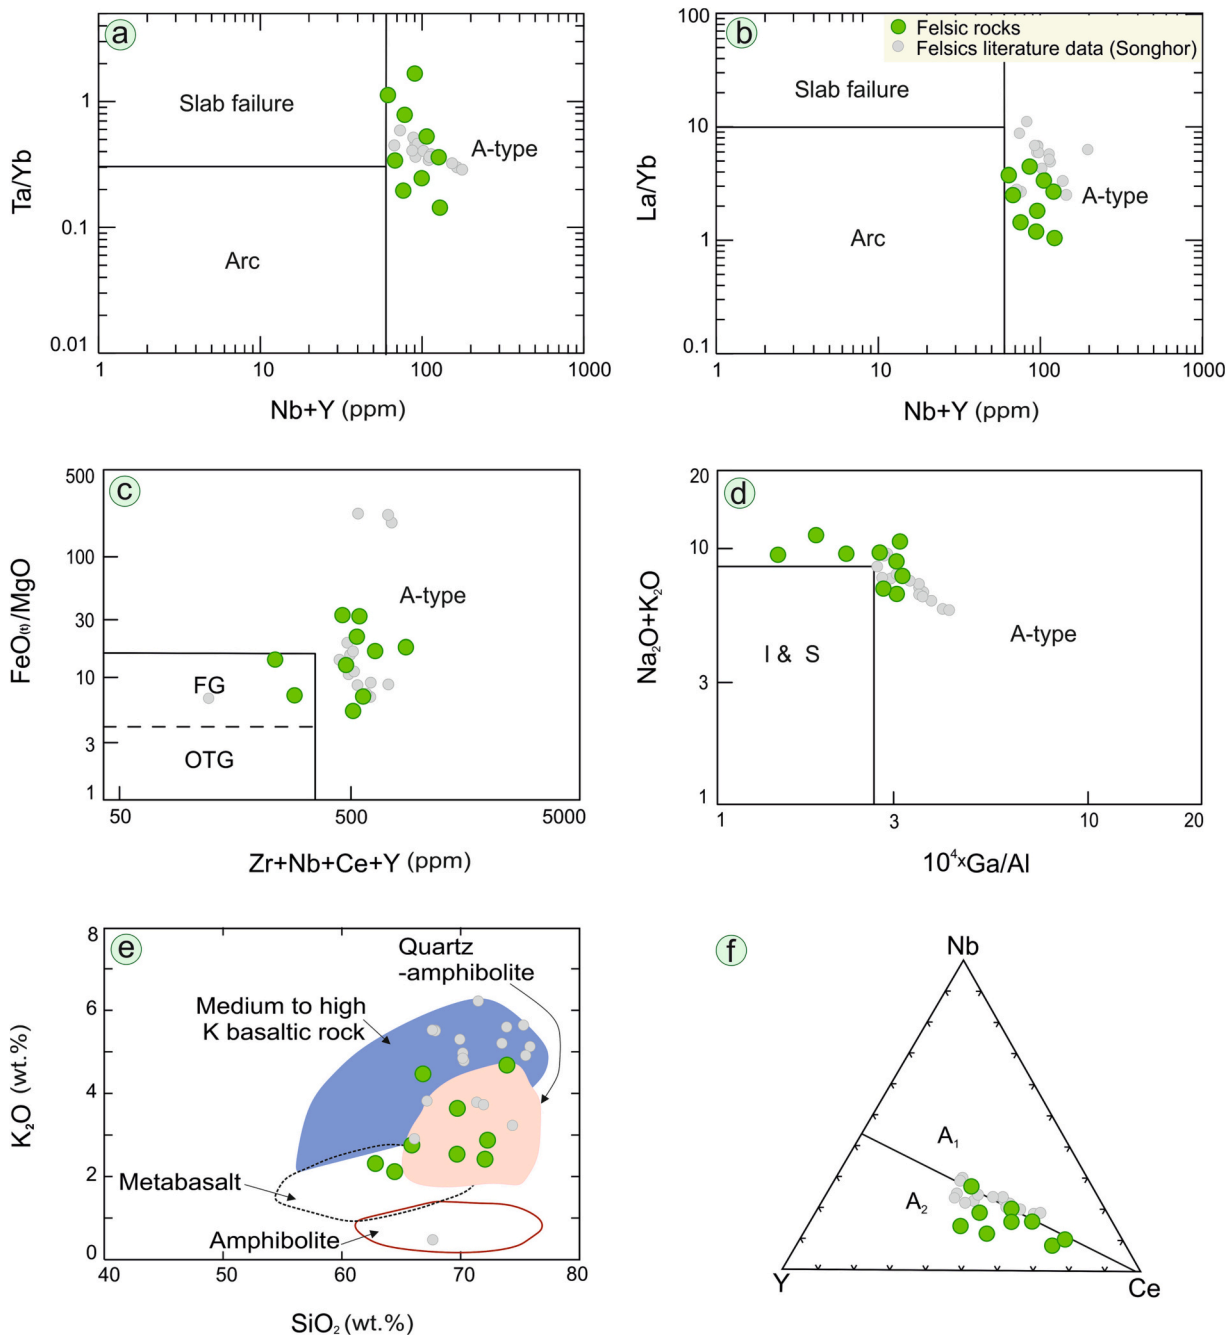 a
Slab failure
A-type
Arc
1
0.1
0.01
1
10
100
1000
Ta/Yb
Nb+Y (ppm)
b
Felsic rocks
Felsics literature data (Songhor)
Slab failure
A-type
Arc
100
10
1
0.1
1
10
100
1000
La/Yb
Nb+Y (ppm)
c
A-type
FG
OTG
500
100
30
10
3
1
50
500
5000
FeO(t)/MgO
Zr+Nb+Ce+Y (ppm)
d
I & S
A-type
20
10
3
1
1
3
10
20
Na₂O+K₂O
10⁴xGa/Al
e
Quartz
-amphibolite
Medium to high
K basaltic rock
Metabasalt
Amphibolite
8
6
4
2
0
40
50
60
70
80
K₂O (wt.%)
SiO₂ (wt.%)
f
Nb
A₁
A₂
Y
Ce